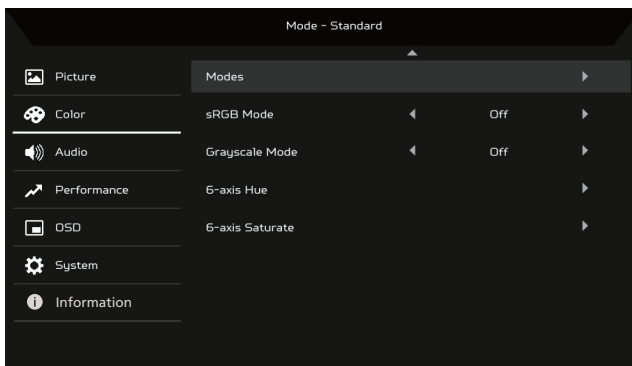 Mode - Standard
Picture
Modes
Color
sRGB Mode Off
Audio
Grayscale Mode Off
Performance
6-axis Hue
OSD
6-axis Saturate
System
Information